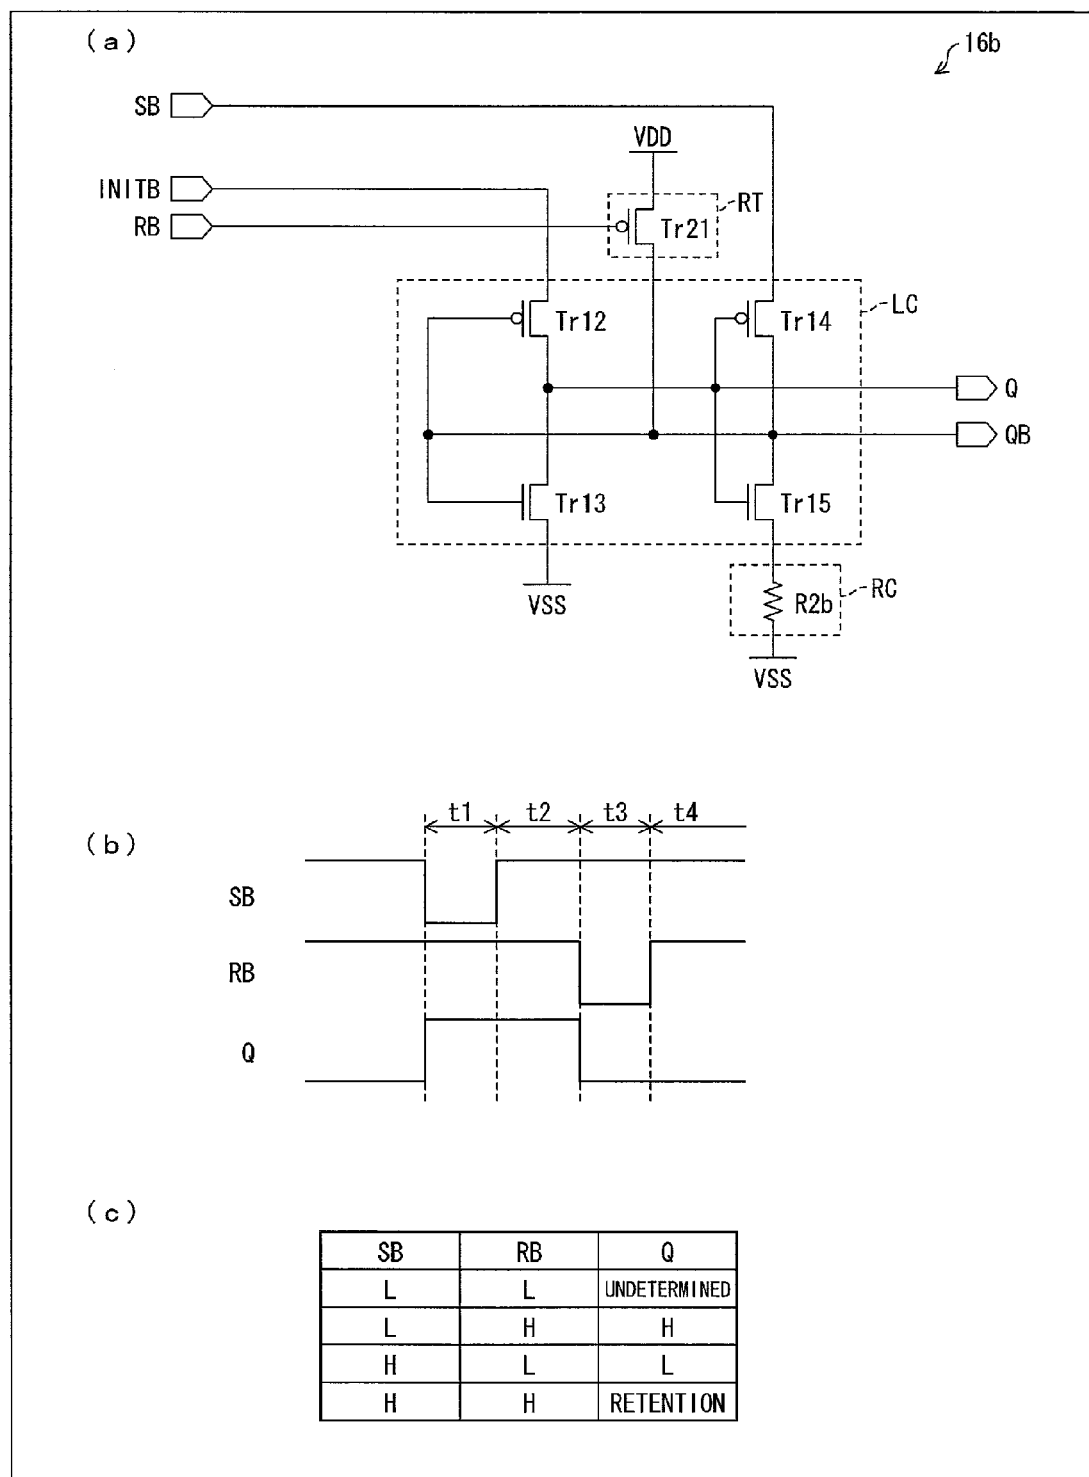 (a)
16b
SB
VDD
INITB
RT
RB
Tr21
LC
Tr12
Tr14
Q
QB
Tr13
Tr15
RC
VSS
R2b
VSS
(b)
t1 t2 t3 t4
SB
RB
Q
(c)
SB RB Q
L L UNDETERMINED
L H H
H L L
H H RETENTION